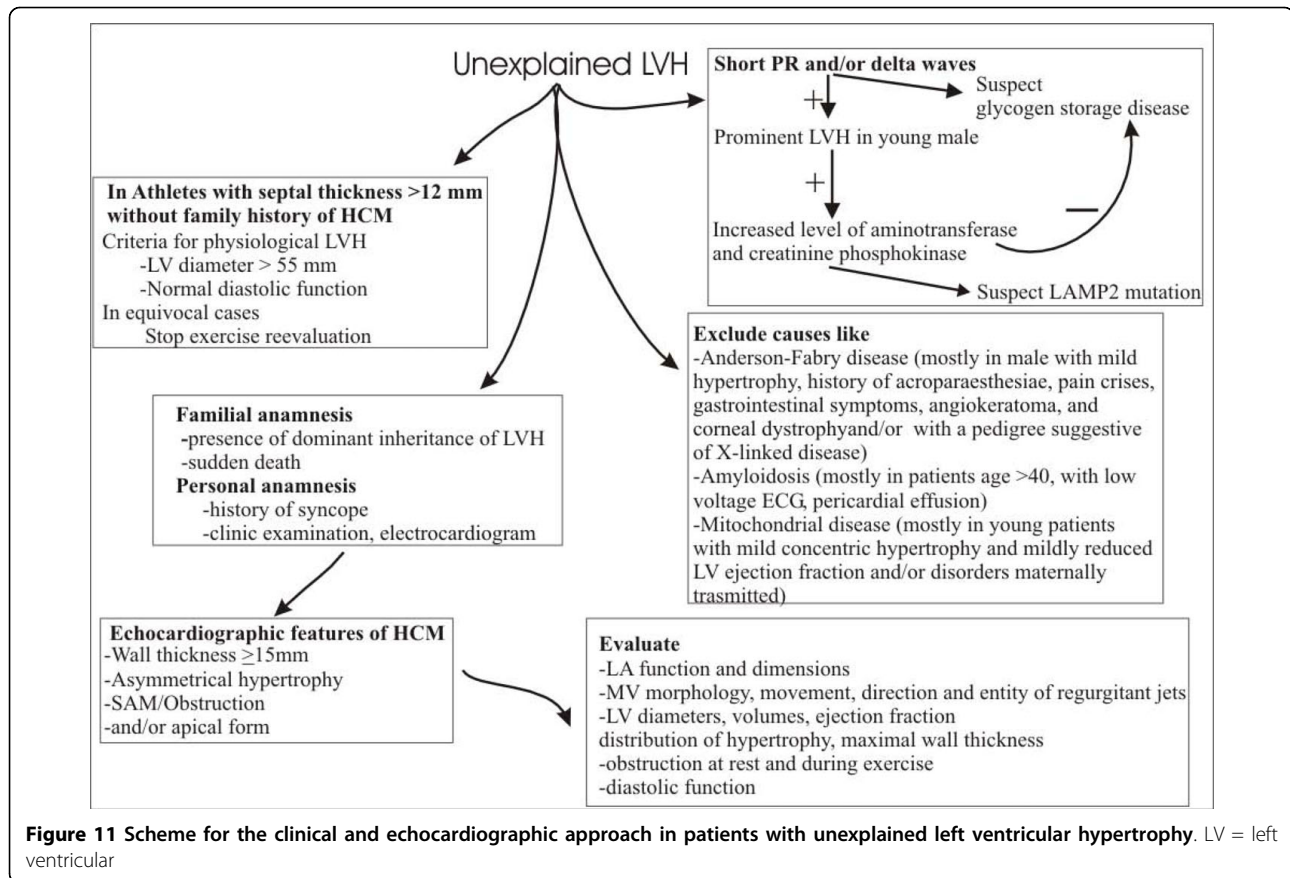 Unexplained LVH
Short PR and/or delta waves
Suspect
glycogen storage disease
+
Prominent LVH in young male
+
Increased level of aminotransferase
and creatinine phosphokinase
–
Suspect LAMP2 mutation
In Athletes with septal thickness >12 mm
without family history of HCM
Criteria for physiological LVH
-LV diameter > 55 mm
-Normal diastolic function
In equivocal cases
Stop exercise reevaluation
Exclude causes like
-Anderson-Fabry disease (mostly in male with mild
hypertrophy, history of acroparaesthesiae, pain crises,
gastrointestinal symptoms, angiokeratoma, and
corneal dystrophyand/or with a pedigree suggestive
of X-linked disease)
-Amyloidosis (mostly in patients age >40, with low
voltage ECG, pericardial effusion)
-Mitochondrial disease (mostly in young patients
with mild concentric hypertrophy and mildly reduced
LV ejection fraction and/or disorders maternally
trasmitted)
Familial anamnesis
-presence of dominant inheritance of LVH
-sudden death
Personal anamnesis
-history of syncope
-clinic examination, electrocardiogram
Echocardiographic features of HCM
-Wall thickness ≥15mm
-Asymmetrical hypertrophy
-SAM/Obstruction
-and/or apical form
Evaluate
-LA function and dimensions
-MV morphology, movement, direction and entity of regurgitant jets
-LV diameters, volumes, ejection fraction
distribution of hypertrophy, maximal wall thickness
-obstruction at rest and during exercise
-diastolic function
Figure 11 Scheme for the clinical and echocardiographic approach in patients with unexplained left ventricular hypertrophy. LV = left
ventricular